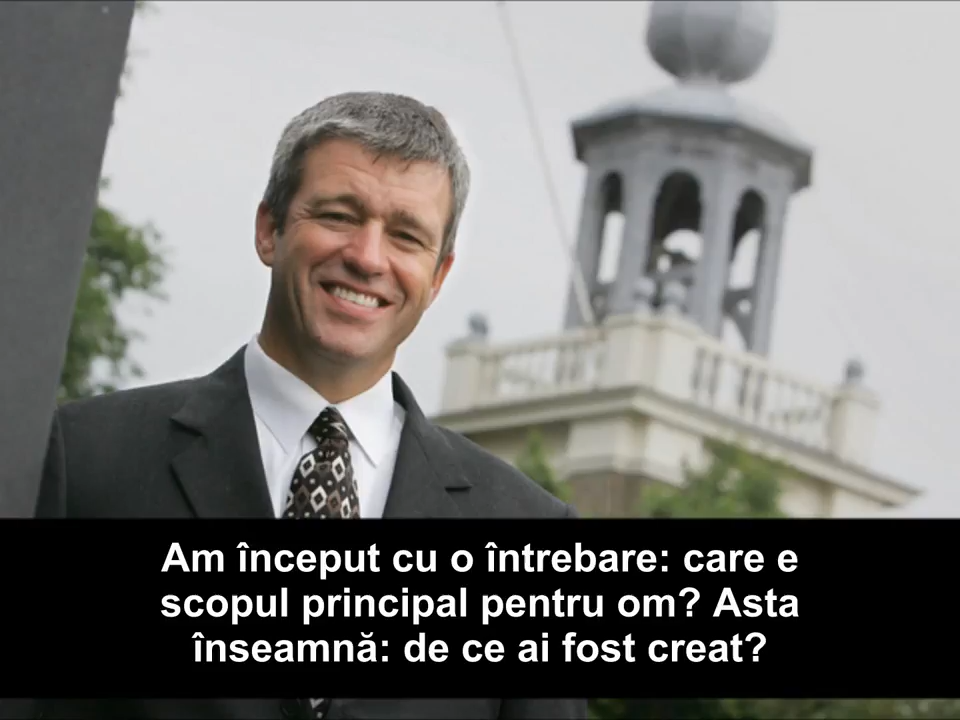 Am început cu o întrebare: care e
scopul principal pentru om? Asta
înseamnă: de ce ai fost creat?